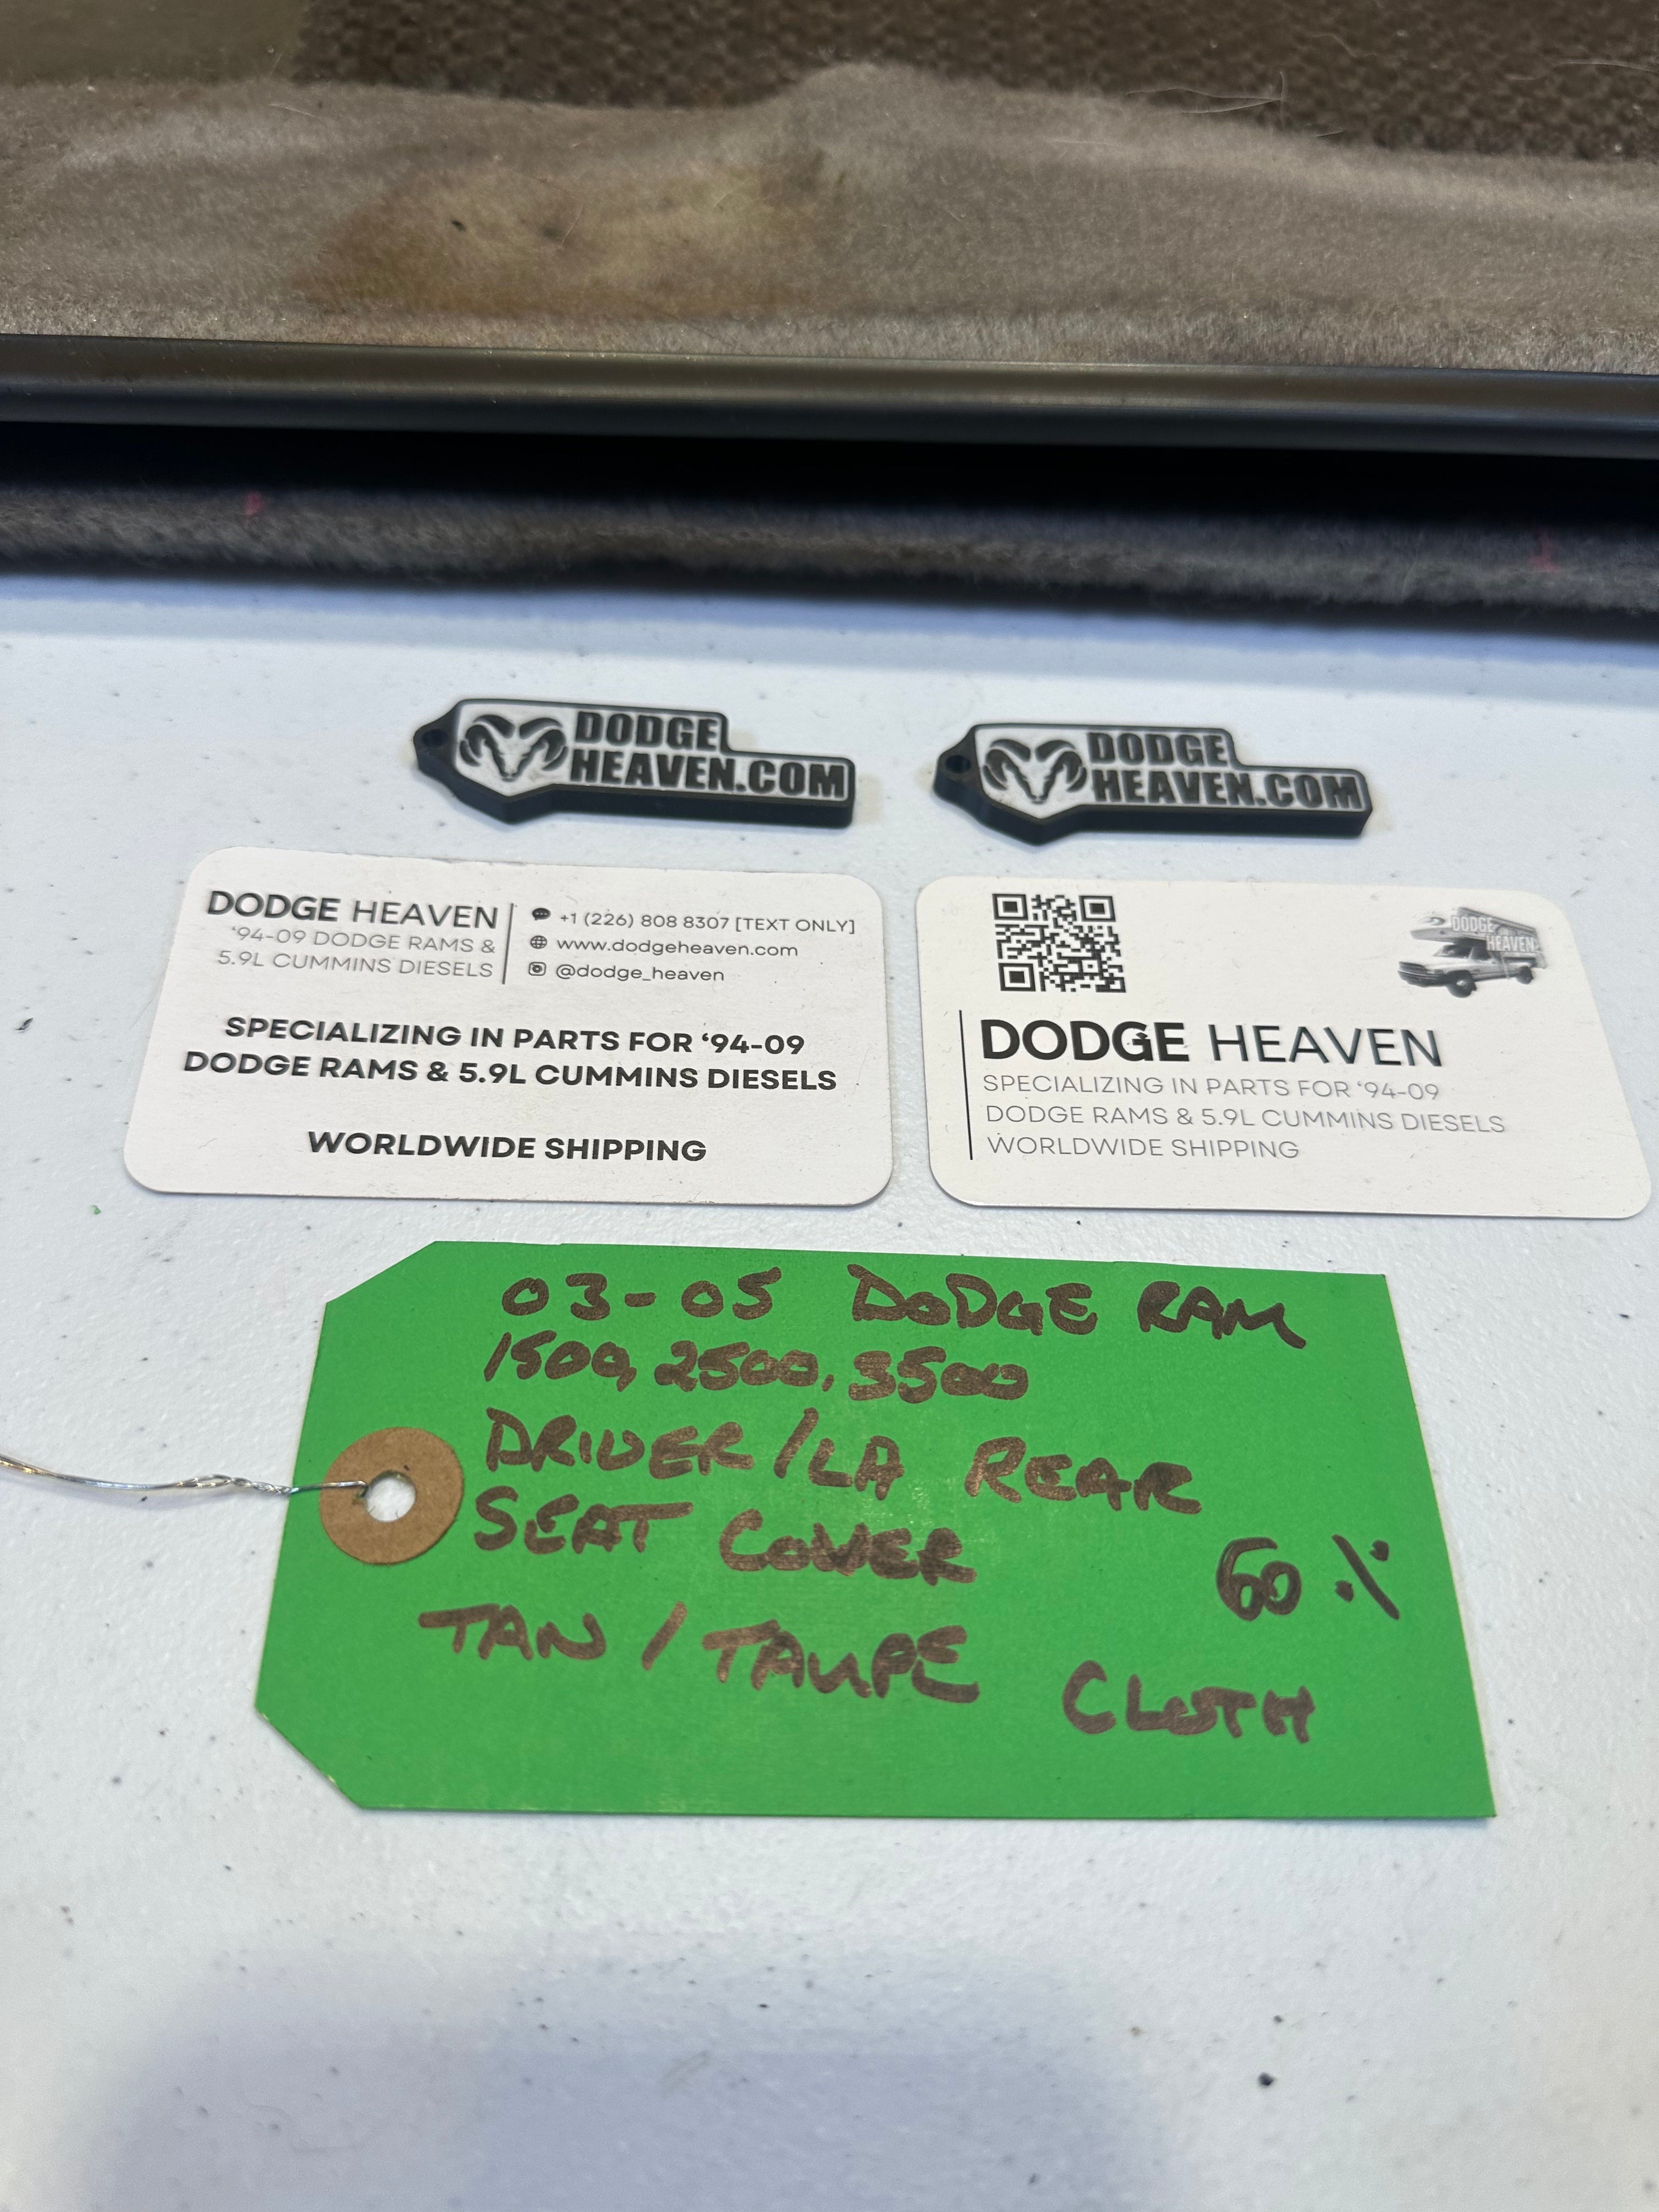 DODGE
HEAVEN.COM
DODGE
HEAVEN.COM
DODGE HEAVEN
‘94-09 DODGE RAMS &
5.9L CUMMINS DIESELS
+1 (226) 808 8307 [TEXT ONLY]
www.dodgeheaven.com
@dodge_heaven
SPECIALIZING IN PARTS FOR ‘94-09
DODGE RAMS & 5.9L CUMMINS DIESELS
WORLDWIDE SHIPPING
DODGE
HEAVEN
DODGE HEAVEN
SPECIALIZING IN PARTS FOR ‘94-09
DODGE RAMS & 5.9L CUMMINS DIESELS
WORLDWIDE SHIPPING
03-05 DODGE RAM
1500, 2500, 3500
DRIVER/LA REAR
SEAT COVER
60%
TAN / TAUPE
CLOTH